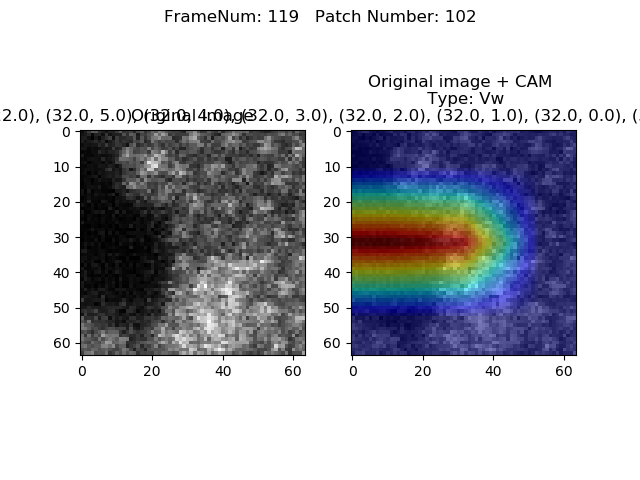 FrameNum: 119   Patch Number: 102
Original image + CAM
Type: Vw
2.0), (32.0, 5.0), (32.0, 4.0), (32.0, 3.0), (32.0, 2.0), (32.0, 1.0), (32.0, 0.0), (
Original image
0
10
20
30
40
50
60
0 20 40 60
0
10
20
30
40
50
60
0 20 40 60